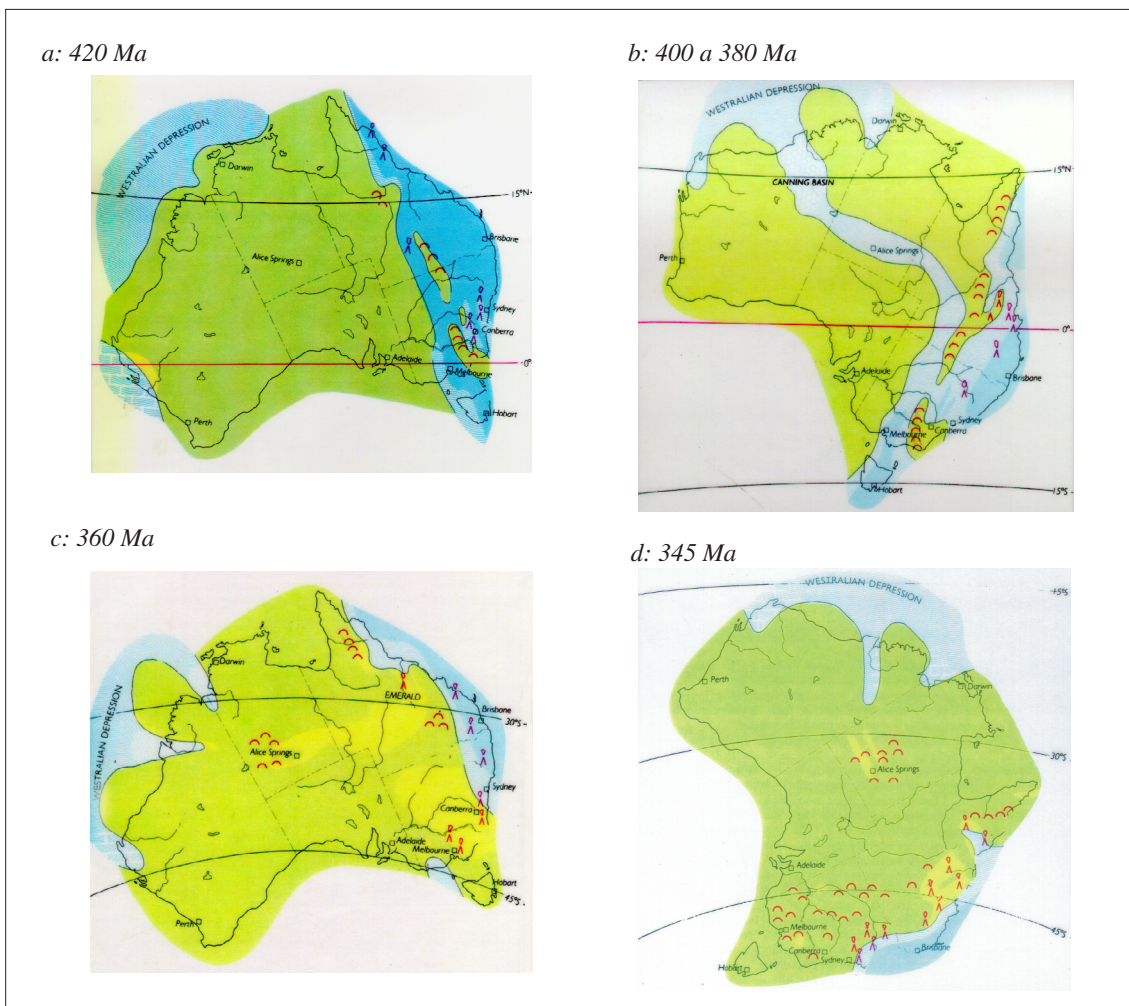 a: 420 Ma
WESTRALIAN DEPRESSION
Darwin
15°N
Brisbane
Alice Springs
Sydney
Canberra
Adelaide
0°
Melbourne
Hobart
Perth
b: 400 a 380 Ma
WESTRALIAN DEPRESSION
Darwin
15°N
CANNING BASIN
Alice Springs
Perth
0°
Adelaide
Brisbane
Sydney
Melbourne
Canberra
Hobart
15°S
c: 360 Ma
WESTRALIAN DEPRESSION
Darwin
EMERALD
Brisbane
30°S
Alice Springs
Sydney
Canberra
Adelaide
Melbourne
Hobart
45°S
Perth
d: 345 Ma
WESTRALIAN DEPRESSION
15°S
Perth
Darwin
30°S
Alice Springs
Adelaide
Melbourne
45°S
Canberra
Brisbane
Sydney
Hobart